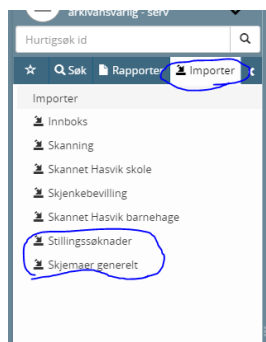 arkivansvarlig - serv
Hurtigsøk id
Søk Rapporte Importer
Importer
Innboks
Skanning
Skannet Hasvik skole
Skjenkebevilling
Skannet Hasvik barnehage
Stillingssøknader
Skjemaer generelt